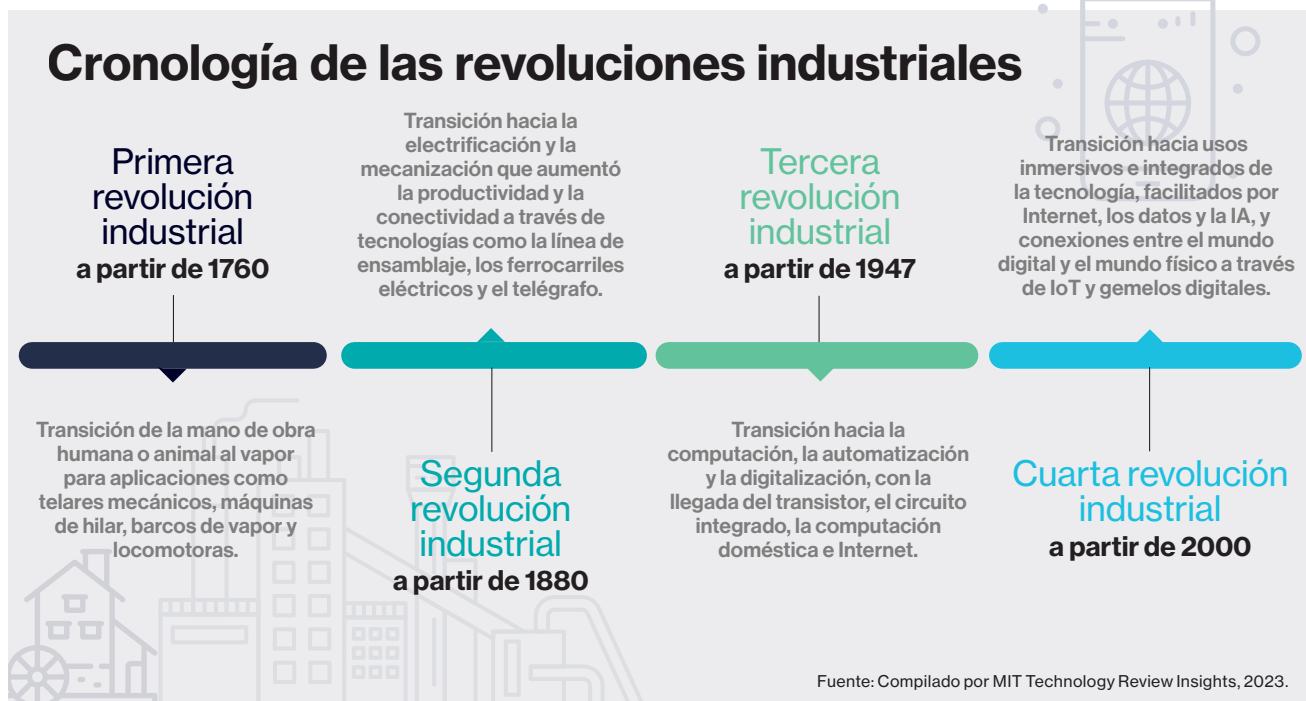 Cronología de las revoluciones industriales
Primera
revolución
industrial
a partir de 1760
Transición de la mano de obra
humana o animal al vapor
para aplicaciones como
telares mecánicos, máquinas
de hilar, barcos de vapor y
locomotoras.
Transición hacia la
electrificación y la
mecanización que aumentó
la productividad y la
conectividad a través de
tecnologías como la línea de
ensamblaje, los ferrocarriles
eléctricos y el telégrafo.
Segunda
revolución
industrial
a partir de 1880
Tercera
revolución
industrial
a partir de 1947
Transición hacia la
computación, la automatización
y la digitalización, con la
llegada del transistor, el circuito
integrado, la computación
doméstica e Internet.
Transición hacia usos
inmersivos e integrados de
la tecnología, facilitados por
Internet, los datos y la IA, y
conexiones entre el mundo
digital y el mundo físico a través
de IoT y gemelos digitales.
Cuarta revolución
industrial
a partir de 2000
Fuente: Compilado por MIT Technology Review Insights, 2023.